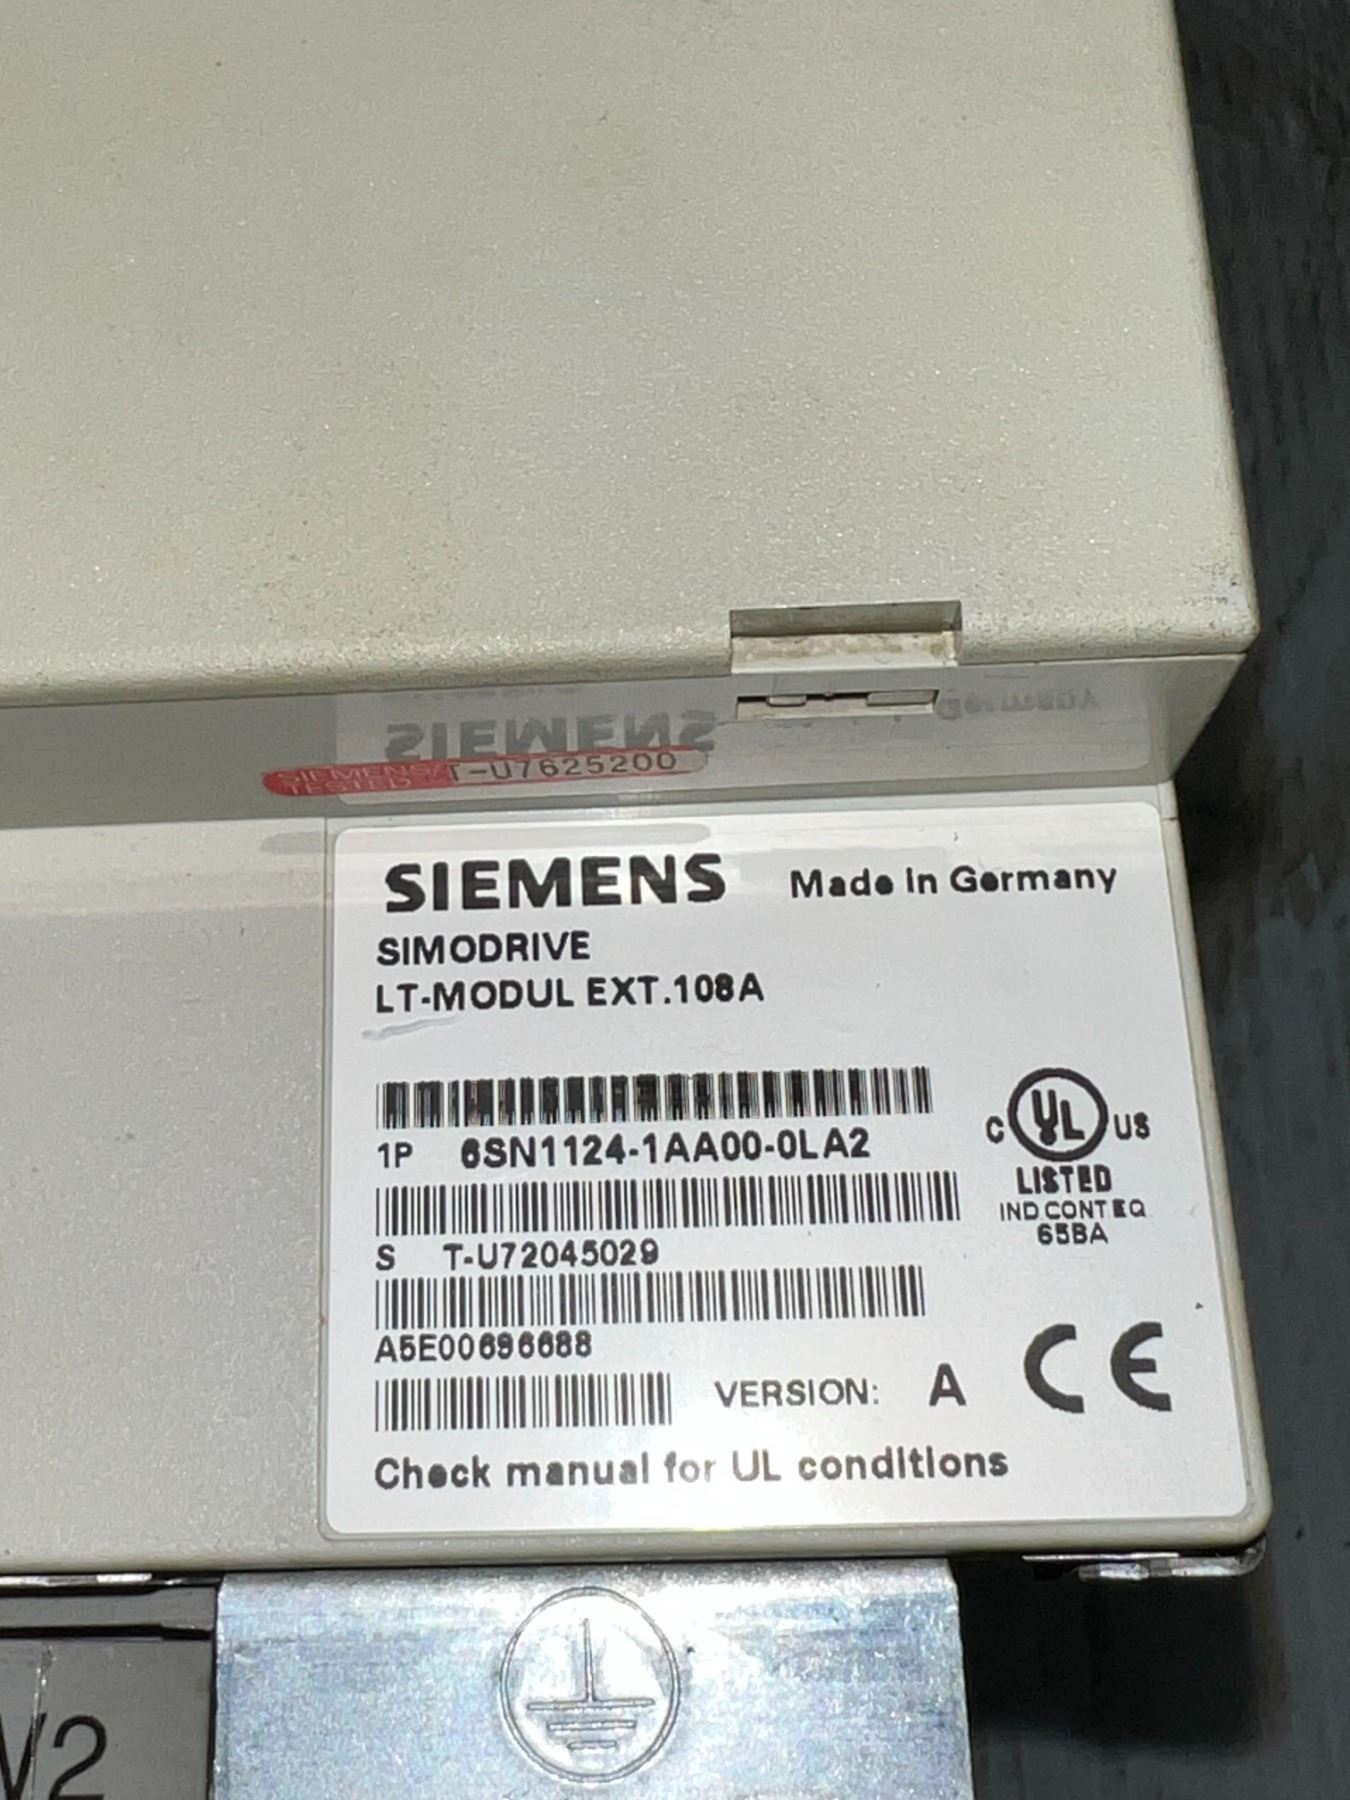 SIEMENS
SIEMENS T-U7625200
TESTED
SIEMENS Made in Germany
SIMODRIVE
LT-MODUL EXT.108A
1P 6SN1124-1AA00-0LA2
C UL US
LISTED
IND CONT EQ
65BA
S T-U72045029
A5E00696688
VERSION: A CE
Check manual for UL conditions
V2